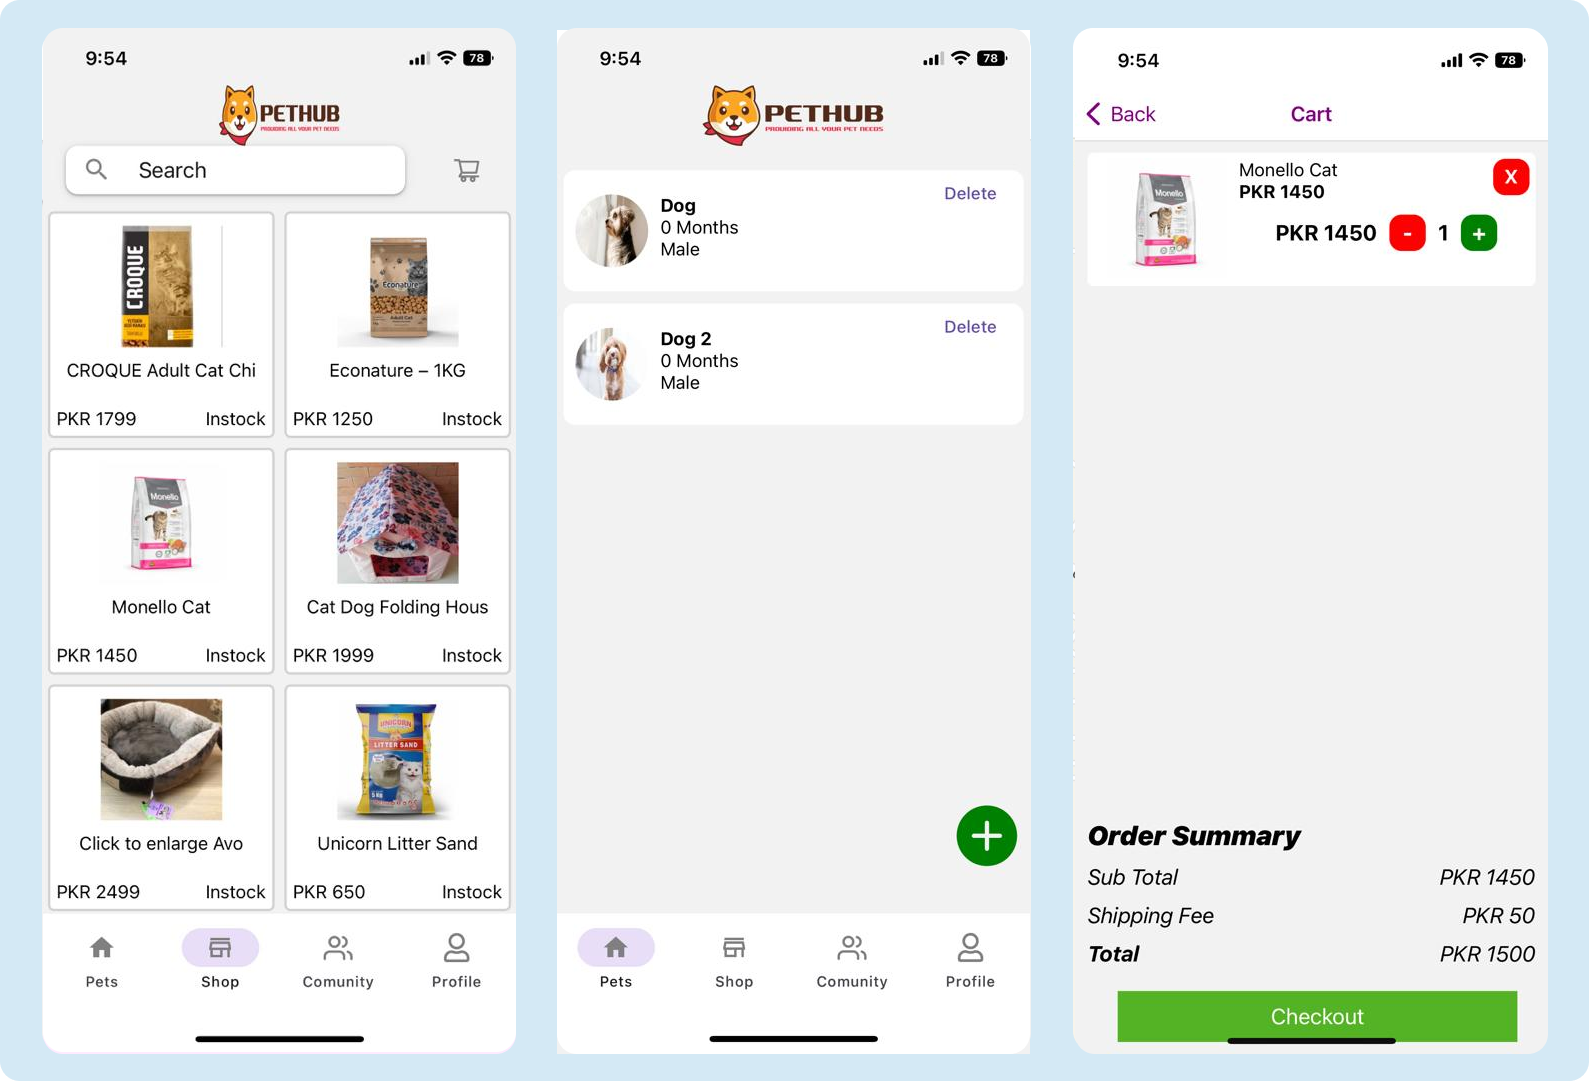 9:54
78
PETHUB
PROVIDING ALL YOUR PET NEEDS
Search
CROQUE
CROQUE Adult Cat Chi
PKR 1799
Instock
Econature
Adult Cat
Econature – 1KG
PKR 1250
Instock
Monello
Monello Cat
PKR 1450
Instock
Cat Dog Folding Hous
PKR 1999
Instock
Click to enlarge Avo
PKR 2499
Instock
UNICORN
LITTER SAND
Unicorn Litter Sand
PKR 650
Instock
Pets
Shop
Comunity
Profile
9:54
78
PETHUB
PROVIDING ALL YOUR PET NEEDS
Dog
0 Months
Male
Delete
Dog 2
0 Months
Male
Delete
Pets
Shop
Comunity
Profile
9:54
78
Back
Cart
Monello
Monello Cat
PKR 1450
X
PKR 1450
- 1 +
Order Summary
Sub Total PKR 1450
Shipping Fee PKR 50
Total PKR 1500
Checkout